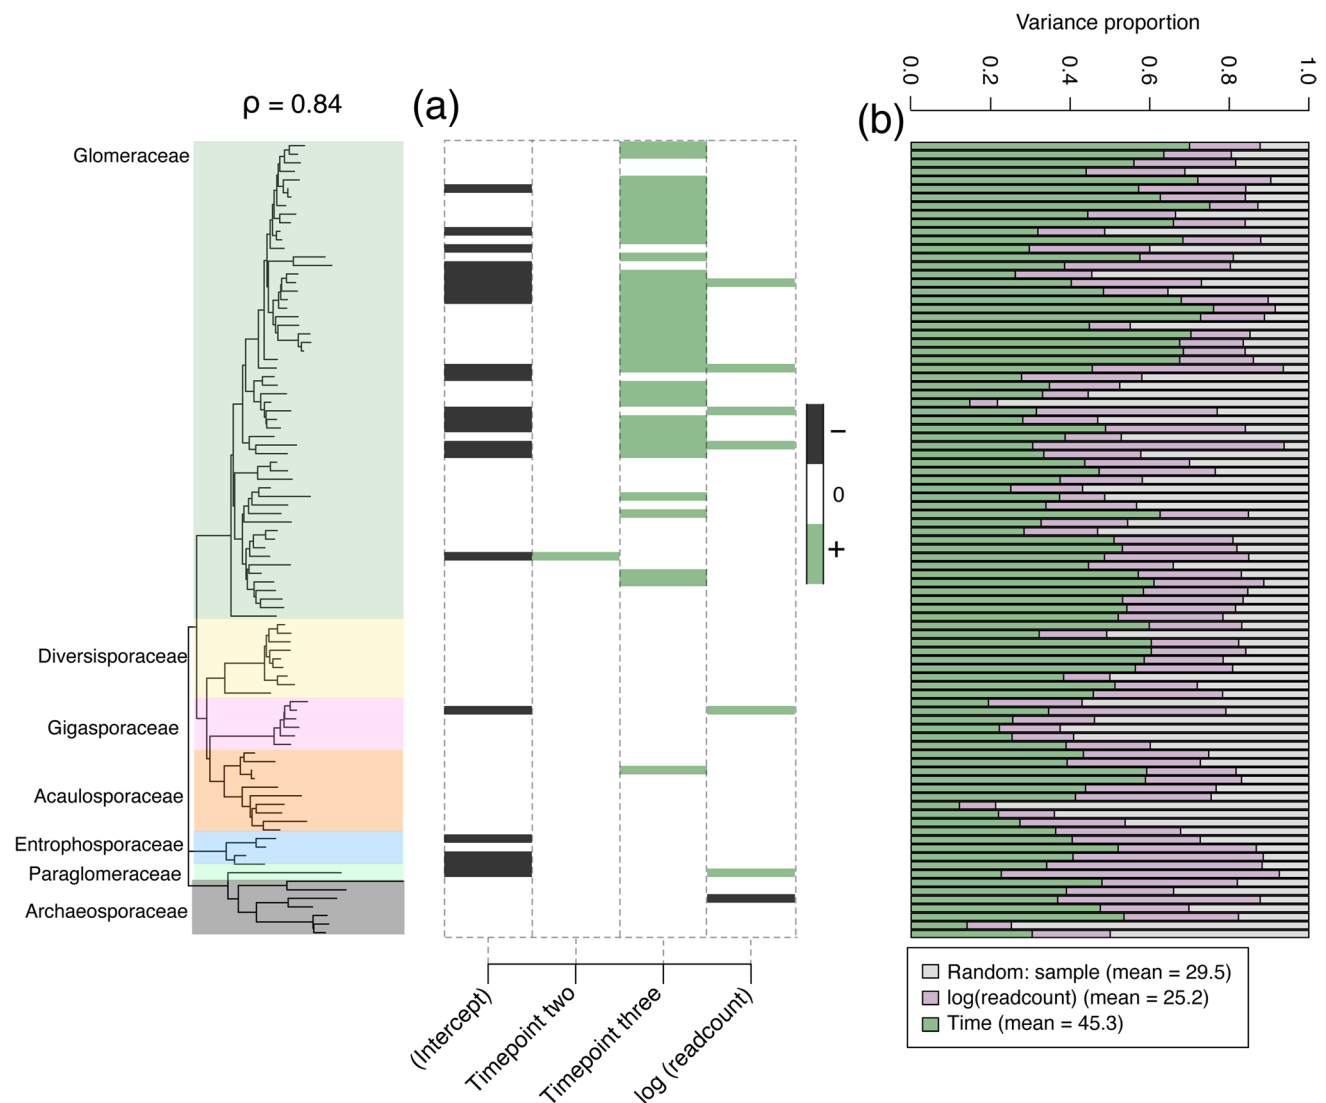 Variance proportion
0.0
0.2
0.4
0.6
0.8
1.0
ρ = 0.84
(a)
(b)
Glomeraceae
Diversisporaceae
Gigasporaceae
Acaulosporaceae
Entrophosporaceae
Paraglomeraceae
Archaeosporaceae
−
0
+
(Intercept)
Timepoint two
Timepoint three
log (readcount)
Random: sample (mean = 29.5)
log(readcount) (mean = 25.2)
Time (mean = 45.3)